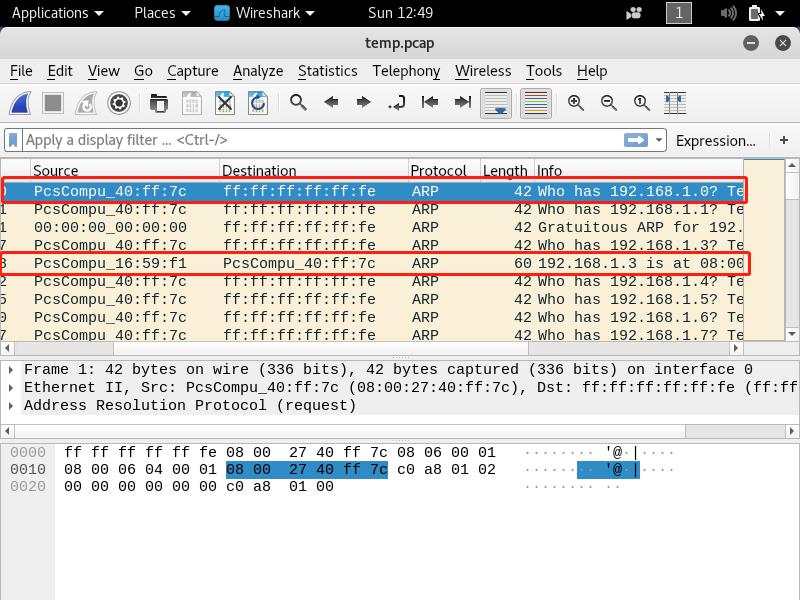 Applications Places Wireshark Sun 12:49 1
temp.pcap
File Edit View Go Capture Analyze Statistics Telephony Wireless Tools Help
Apply a display filter ... <Ctrl-/> Expression... +
Source Destination Protocol Length Info
PcsCompu_40:ff:7c ff:ff:ff:ff:ff:fe ARP 42 Who has 192.168.1.0? Te
1 PcsCompu_40:ff:7c ff:ff:ff:ff:ff:fe ARP 42 Who has 192.168.1.1? Te
1 00:00:00_00:00:00 ff:ff:ff:ff:ff:fe ARP 42 Gratuitous ARP for 192.
7 PcsCompu_40:ff:7c ff:ff:ff:ff:ff:fe ARP 42 Who has 192.168.1.3? Te
PcsCompu_16:59:f1 PcsCompu_40:ff:7c ARP 60 192.168.1.3 is at 08:00
2 PcsCompu_40:ff:7c ff:ff:ff:ff:ff:fe ARP 42 Who has 192.168.1.4? Te
5 PcsCompu_40:ff:7c ff:ff:ff:ff:ff:fe ARP 42 Who has 192.168.1.5? Te
0 PcsCompu_40:ff:7c ff:ff:ff:ff:ff:fe ARP 42 Who has 192.168.1.6? Te
7 PcsCompu_40:ff:7c ff:ff:ff:ff:ff:fe ARP 42 Who has 192.168.1.7? Te
Frame 1: 42 bytes on wire (336 bits), 42 bytes captured (336 bits) on interface 0
Ethernet II, Src: PcsCompu_40:ff:7c (08:00:27:40:ff:7c), Dst: ff:ff:ff:ff:ff:fe (ff:ff
Address Resolution Protocol (request)
0000 ff ff ff ff ff fe 08 00 27 40 ff 7c 08 06 00 01 ········ '@·|····
0010 08 00 06 04 00 01 08 00 27 40 ff 7c c0 a8 01 02 ········ '@·|····
0020 00 00 00 00 00 00 c0 a8 01 00 ········ ··